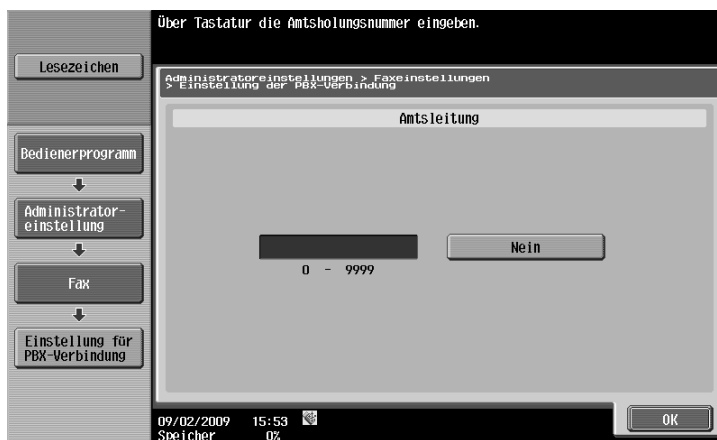 Über Tastatur die Amtsholungsnummer eingeben.
Lesezeichen
Administratoreinstellungen > Faxeinstellungen
> Einstellung der PBX-Verbindung
Amtsleitung
Bedienerprogramm
Administrator-
einstellung
Fax
Einstellung für
PBX-Verbindung
Nein
0 - 9999
09/02/2009 15:53
Speicher 0%
OK